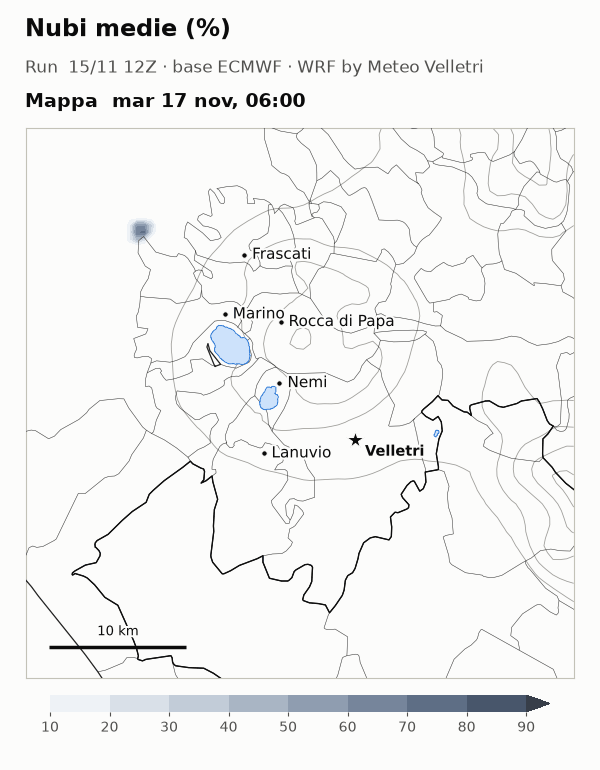 Nubi medie (%)
Run  15/11 12Z · base ECMWF · WRF by Meteo Velletri
Mappa  mar 17 nov, 06:00
Frascati
Marino
Rocca di Papa
Nemi
Velletri
Lanuvio
10 km
10 20 30 40 50 60 70 80 90